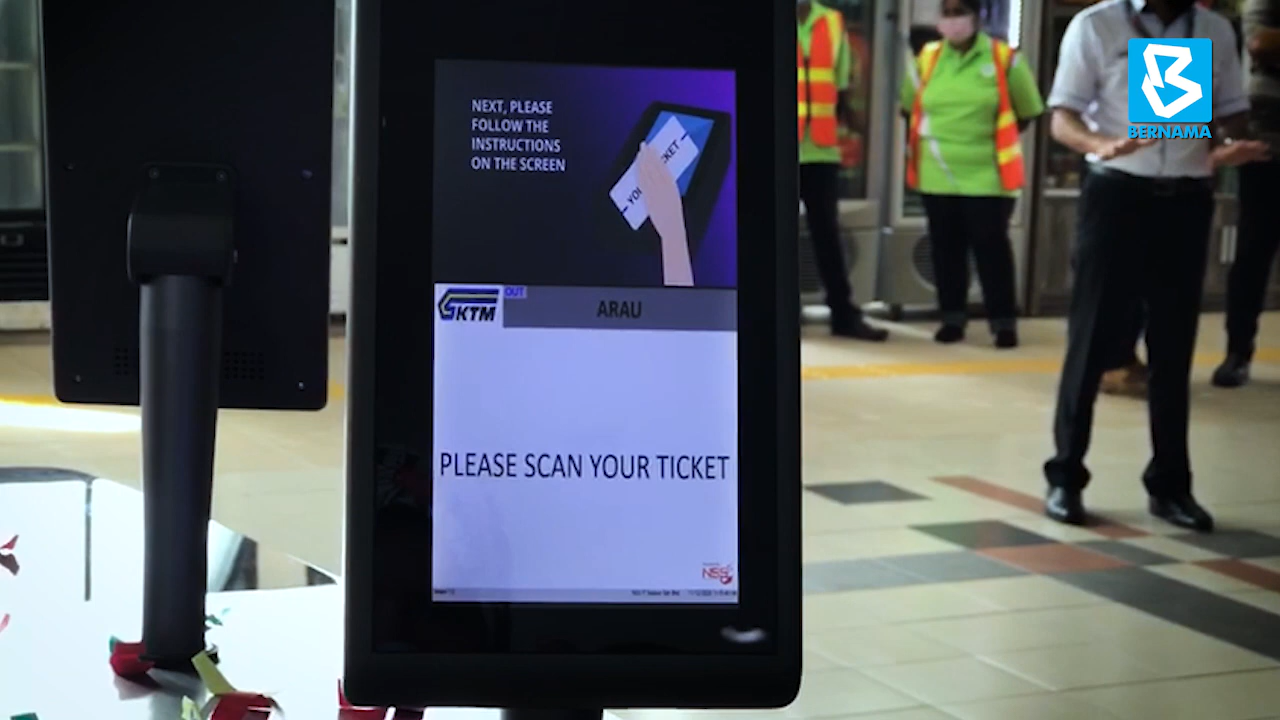 NEXT, PLEASE
FOLLOW THE
INSTRUCTIONS
ON THE SCREEN
KTM
OUT
ARAU
PLEASE SCAN YOUR TICKET
BERNAMA